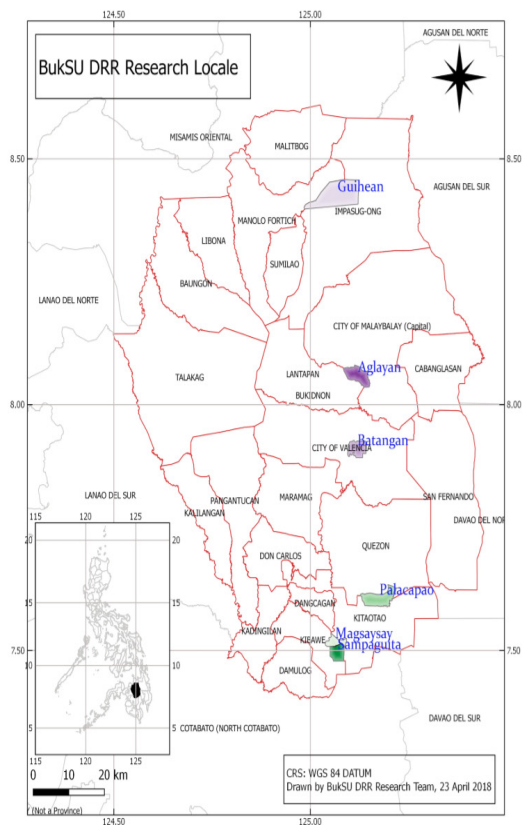 124.50 125.00
AGUSAN DEL NORTE
BukSU DRR Research Locale
MISAMIS ORIENTAL
MALITBOG
8.50 8.50
Guihean
AGUSAN DEL SUR
IMPASUG-ONG
MANOLO FORTICH
LIBONA
SUMILAO
BAUNGON
LANAO DEL NORTE
CITY OF MALAYBALAY (Capital)
Aglayan
CABANGLASAN
LANTAPAN
TALAKAG
BUKIDNON
8.00 8.00
Batangan
CITY OF VALENCIA
LANAO DEL SUR
PANGANTUCAN
MARAMAG
SAN FERNANDO
KALILANGAN
DAVAO DEL NOR
115 120 125
QUEZON
20 20
DON CARLOS
Palacapao
DANGCAGAN
15 15
KITAOTAO
KADINGILAN
Magsaysay
KIBAWE
Sampaguita
7.50 7.50
10 10
DAMULOG
DAVAO DEL SUR
5 5
COTABATO (NORTH COTABATO)
115 120 125
CRS: WGS 84 DATUM
Drawn by BukSU DRR Research Team, 23 April 2018
0 10 20 km
(Not a Province)
124.50 125.00